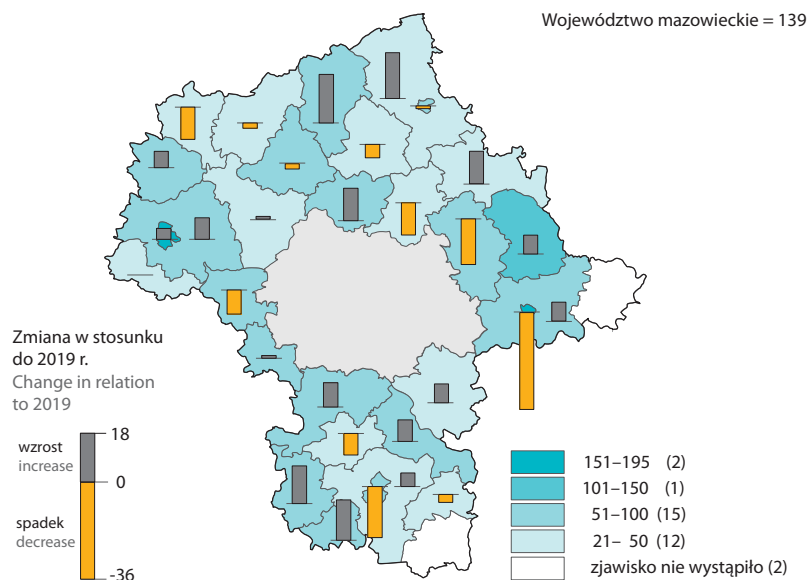 Województwo mazowieckie = 139
Zmiana w stosunku
do 2019 r.
Change in relation
to 2019
18
wzrost
increase
0
spadek
decrease
-36
151–195 (2)
101–150 (1)
51–100 (15)
21– 50 (12)
zjawisko nie wystąpiło (2)